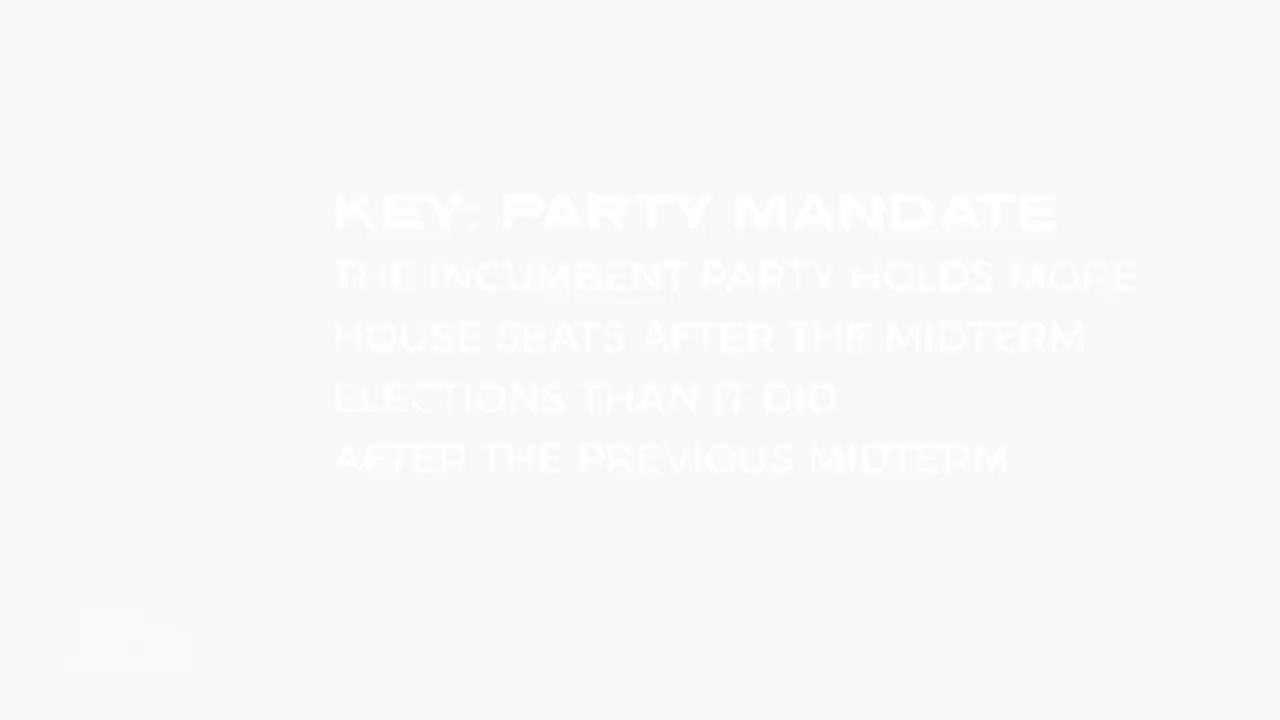 KEY: PARTY MANDATE
THE INCUMBENT PARTY HOLDS MORE
HOUSE SEATS AFTER THE MIDTERM
ELECTIONS THAN IT DID
AFTER THE PREVIOUS MIDTERM